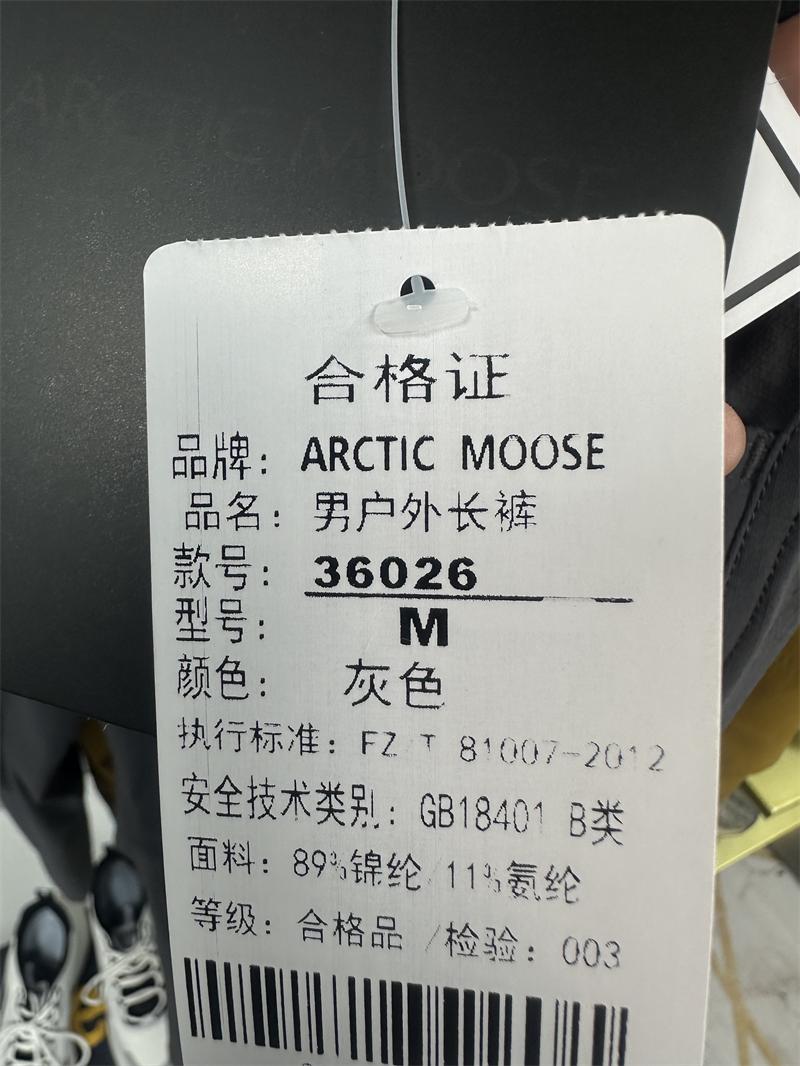 ARCTIC MOOSE
合格证
品牌：ARCTIC MOOSE
品名：男户外长裤
款号：36026
型号：M
颜色：灰色
执行标准：FZ/T 81007-2012
安全技术类别：GB18401 B类
面料：89%锦纶/11%氨纶
等级：合格品/检验：003